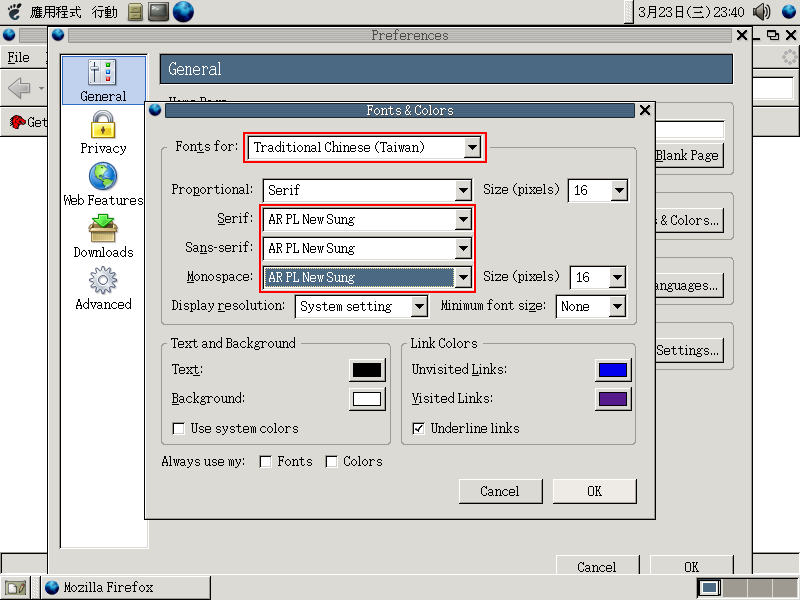 應用程式 行動
3月23日(三) 23:40
Preferences
File
General
General
Get
Fonts & Colors
Fonts for: Traditional Chinese (Taiwan)
Privacy
Blank Page
Proportional: Serif Size (pixels) 16
Web Features
Serif: AR PL New Sung
s & Colors...
Sans-serif: AR PL New Sung
Downloads
Monospace: AR PL New Sung Size (pixels) 16
anguages...
Advanced
Display resolution: System setting Minimum font size: None
Text and Background
Link Colors
Settings...
Text:
Unvisited Links:
Background:
Visited Links:
Use system colors
Underline links
Always use my: Fonts Colors
Cancel OK
Cancel OK
Mozilla Firefox